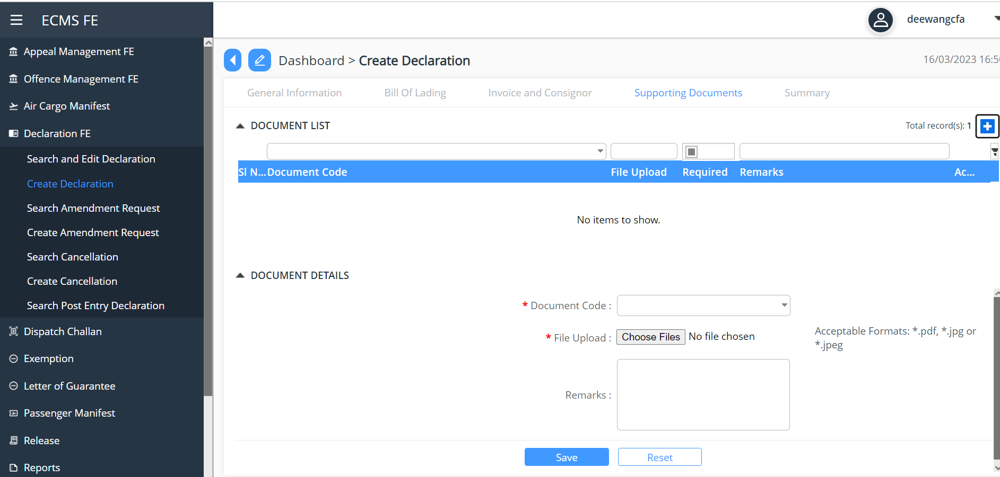 ECMS FE
deewangcfa
Appeal Management FE
Offence Management FE
Air Cargo Manifest
Declaration FE
Search and Edit Declaration
Create Declaration
Search Amendment Request
Create Amendment Request
Search Cancellation
Create Cancellation
Search Post Entry Declaration
Dispatch Challan
Exemption
Letter of Guarantee
Passenger Manifest
Release
Reports
Dashboard > Create Declaration
16/03/2023 16:5
General Information Bill Of Lading Invoice and Consignor Supporting Documents Summary
DOCUMENT LIST
Total record(s): 1
Sl N... Document Code File Upload Required Remarks Ac...
No items to show.
DOCUMENT DETAILS
* Document Code :
* File Upload : Choose Files No file chosen
Acceptable Formats: *.pdf, *.jpg or
*.jpeg
Remarks :
Save Reset